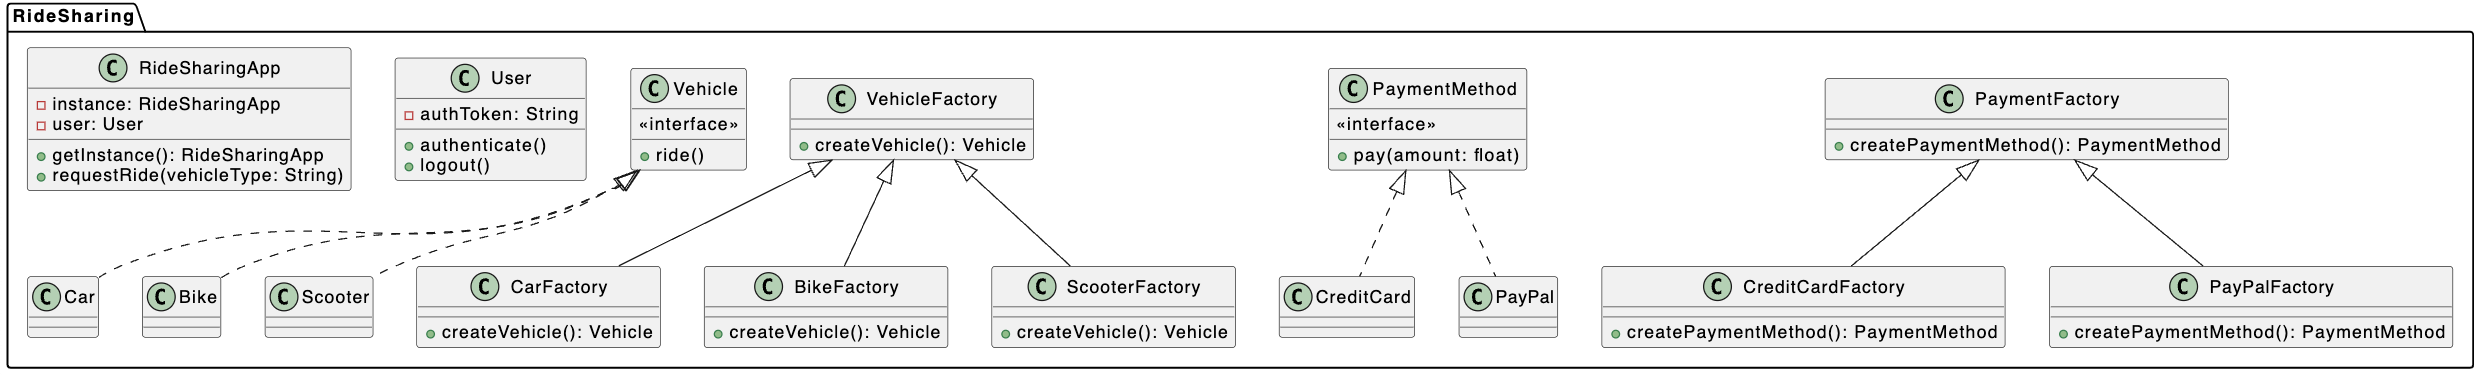 RideSharing
RideSharingApp
instance: RideSharingApp
user: User
getInstance(): RideSharingApp
requestRide(vehicleType: String)
User
authToken: String
authenticate()
logout()
Vehicle
«interface»
ride()
VehicleFactory
createVehicle(): Vehicle
PaymentMethod
«interface»
pay(amount: float)
PaymentFactory
createPaymentMethod(): PaymentMethod
Car
Bike
Scooter
CarFactory
createVehicle(): Vehicle
BikeFactory
createVehicle(): Vehicle
ScooterFactory
createVehicle(): Vehicle
CreditCard
PayPal
CreditCardFactory
createPaymentMethod(): PaymentMethod
PayPalFactory
createPaymentMethod(): PaymentMethod